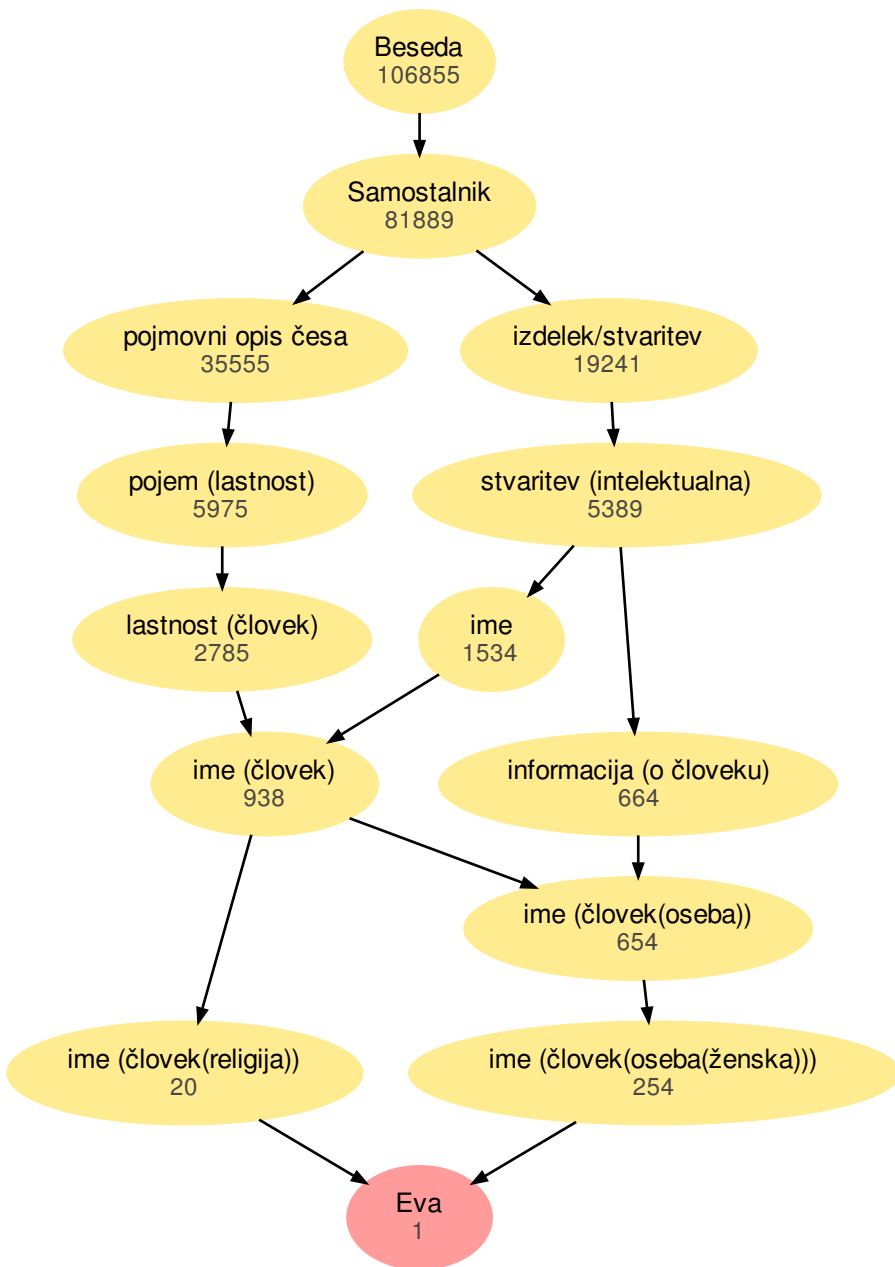 Beseda
106855
Samostalnik
81889
pojmovni opis česa
35555
izdelek/stvaritev
19241
pojem (lastnost)
5975
stvaritev (intelektualna)
5389
lastnost (človek)
2785
ime
1534
ime (človek)
938
informacija (o človeku)
664
ime (človek(oseba))
654
ime (človek(religija))
20
ime (človek(oseba(ženska)))
254
Eva
1